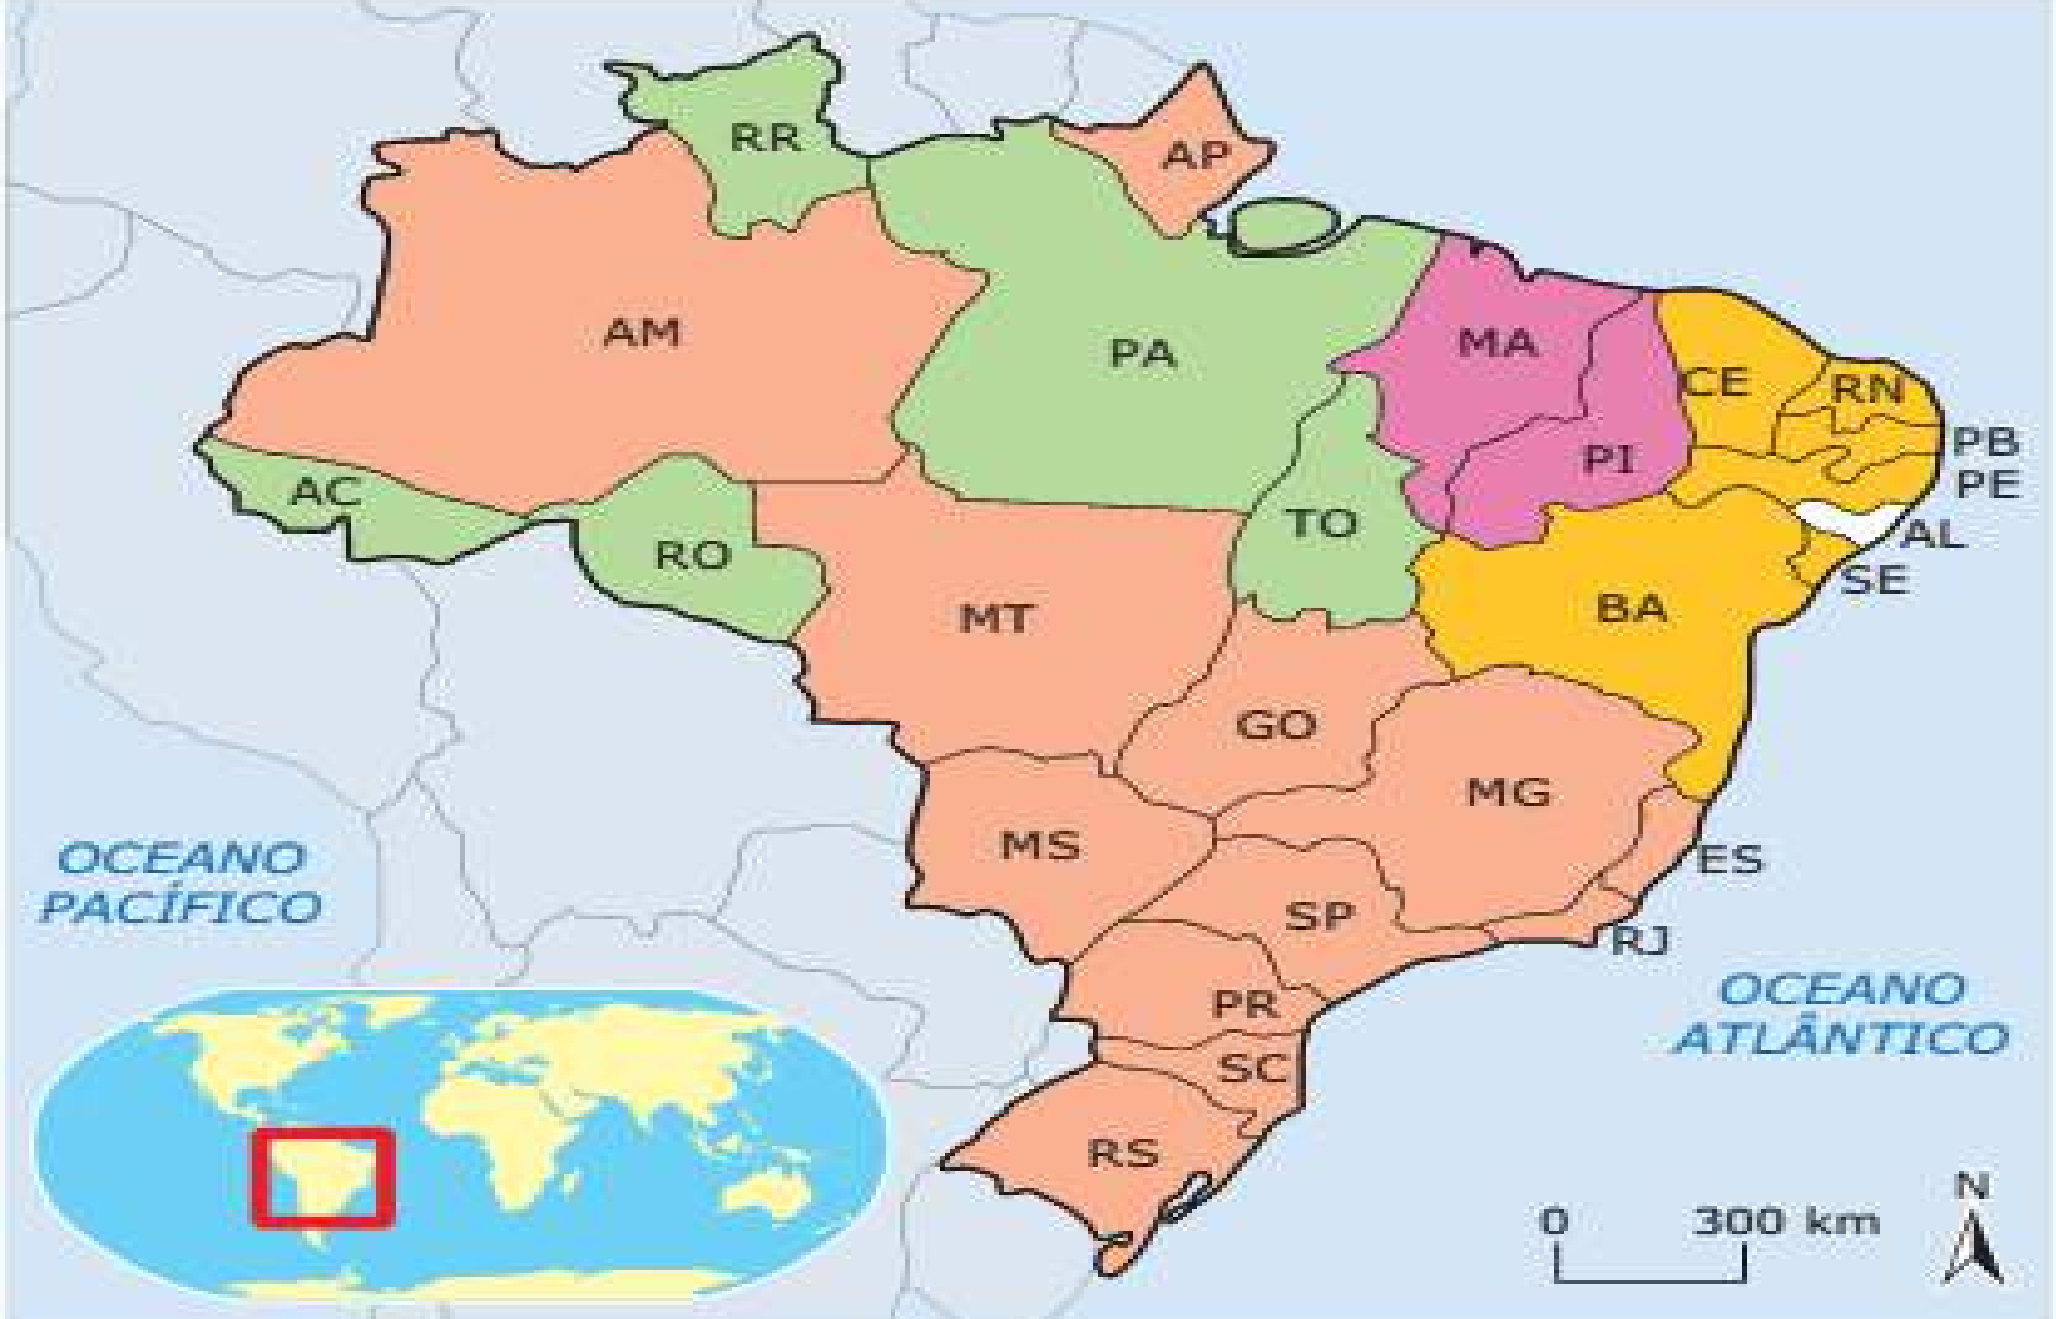 RR
AP
AM
PA
MA
CE
RN
PB
PI
PE
AC
TO
AL
RO
SE
MT
BA
GO
MG
MS
ES
SP
RJ
PR
SC
RS
OCEANO
PACÍFICO
OCEANO
ATLÂNTICO
N
0 300 km